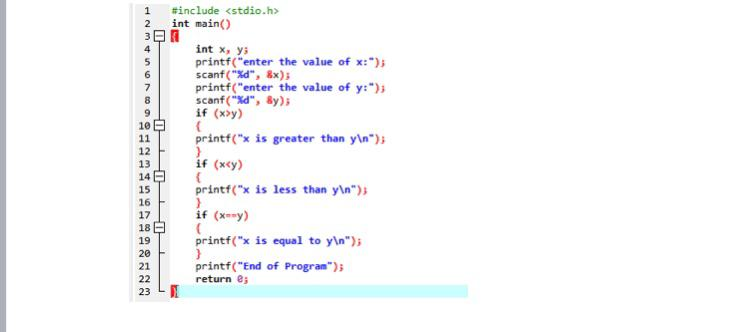 1 #include <stdio.h>
2 int main()
3 {
4 int x, y;
5 printf("enter the value of x:");
6 scanf("%d", &x);
7 printf("enter the value of y:");
8 scanf("%d", &y);
9 if (x>y)
10 {
11 printf("x is greater than y\n");
12 }
13 if (x<y)
14 {
15 printf("x is less than y\n");
16 }
17 if (x==y)
18 {
19 printf("x is equal to y\n");
20 }
21 printf("End of Program");
22 return 0;
23 }